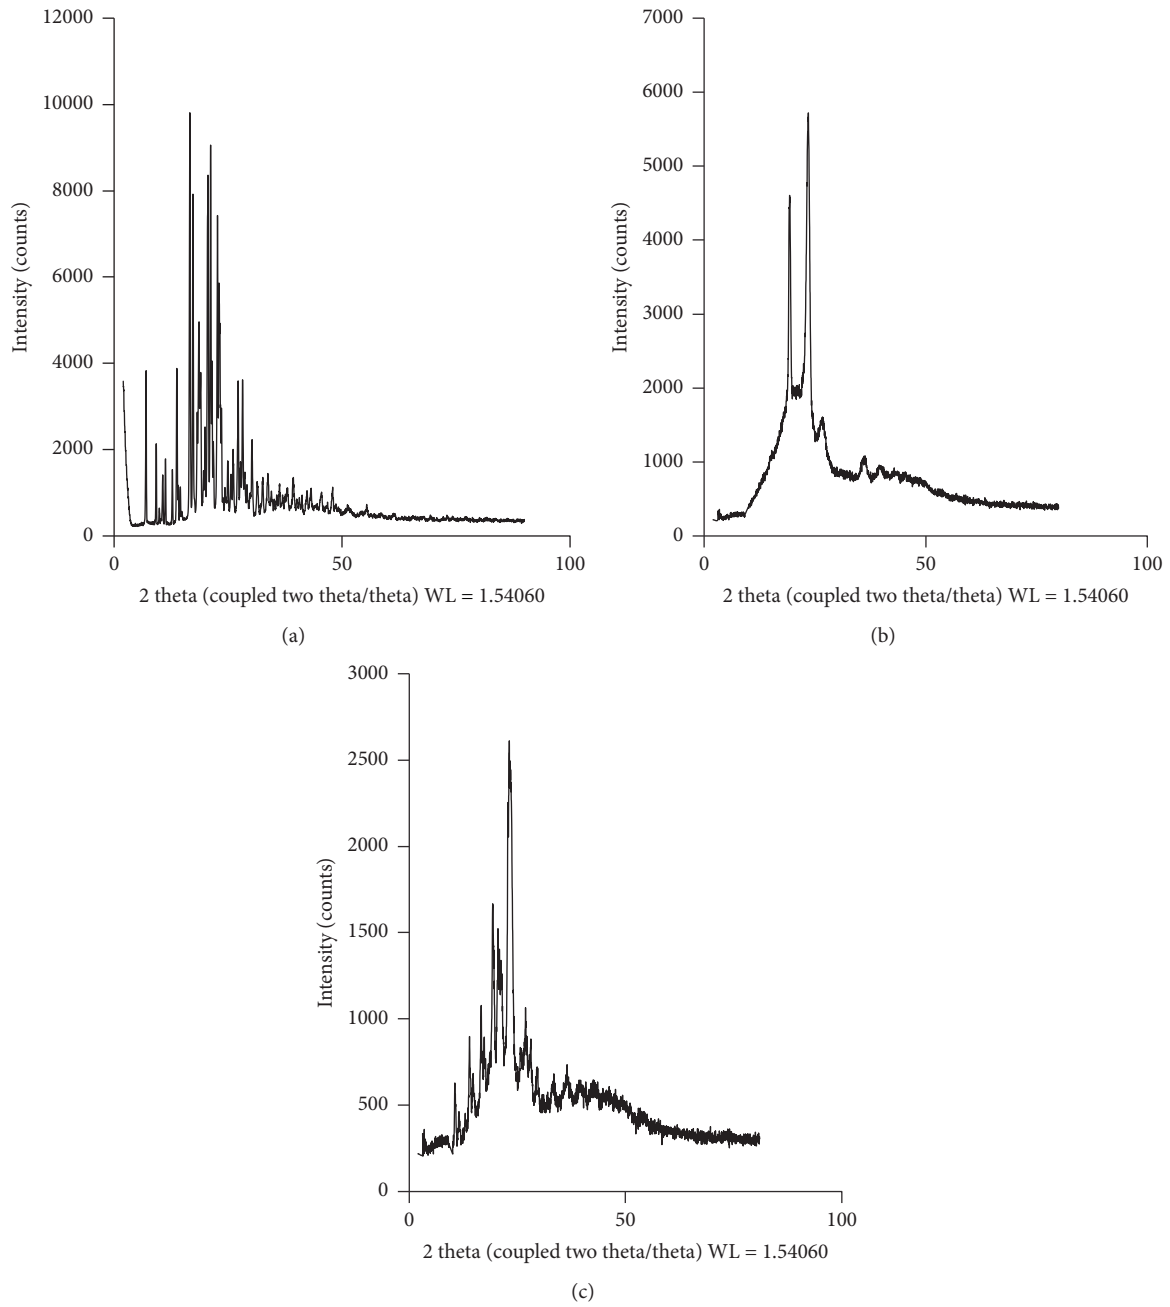 12000
10000
8000
6000
4000
2000
0
Intensity (counts)
0 50 100
2 theta (coupled two theta/theta) WL = 1.54060
(a)
7000
6000
5000
4000
3000
2000
1000
0
Intensity (counts)
0 50 100
2 theta (coupled two theta/theta) WL = 1.54060
(b)
3000
2500
2000
1500
1000
500
0
Intensity (counts)
0 50 100
2 theta (coupled two theta/theta) WL = 1.54060
(c)